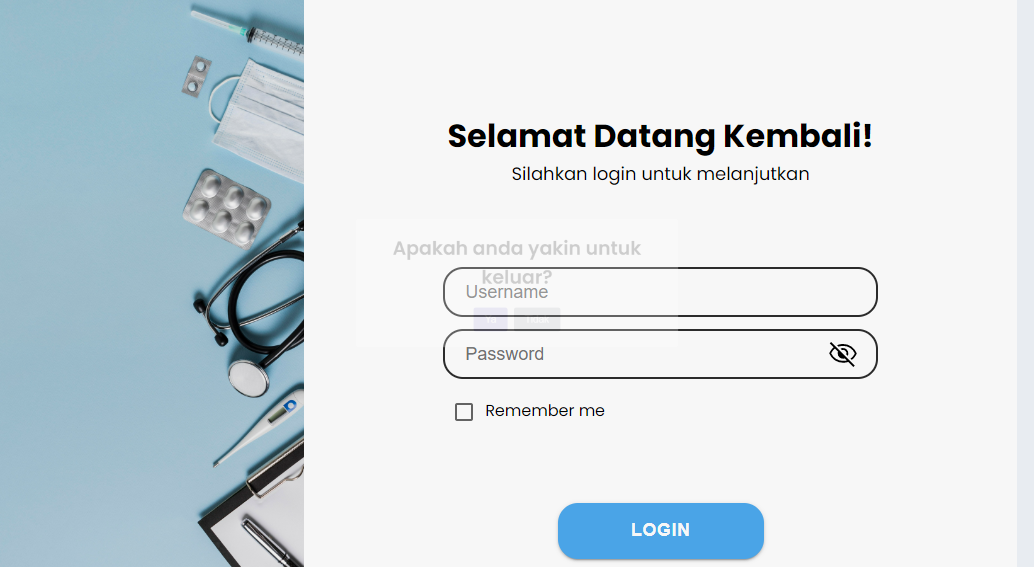 Selamat Datang Kembali!
Silahkan login untuk melanjutkan
Apakah anda yakin untuk
keluar?
Username
Password
Remember me
LOGIN